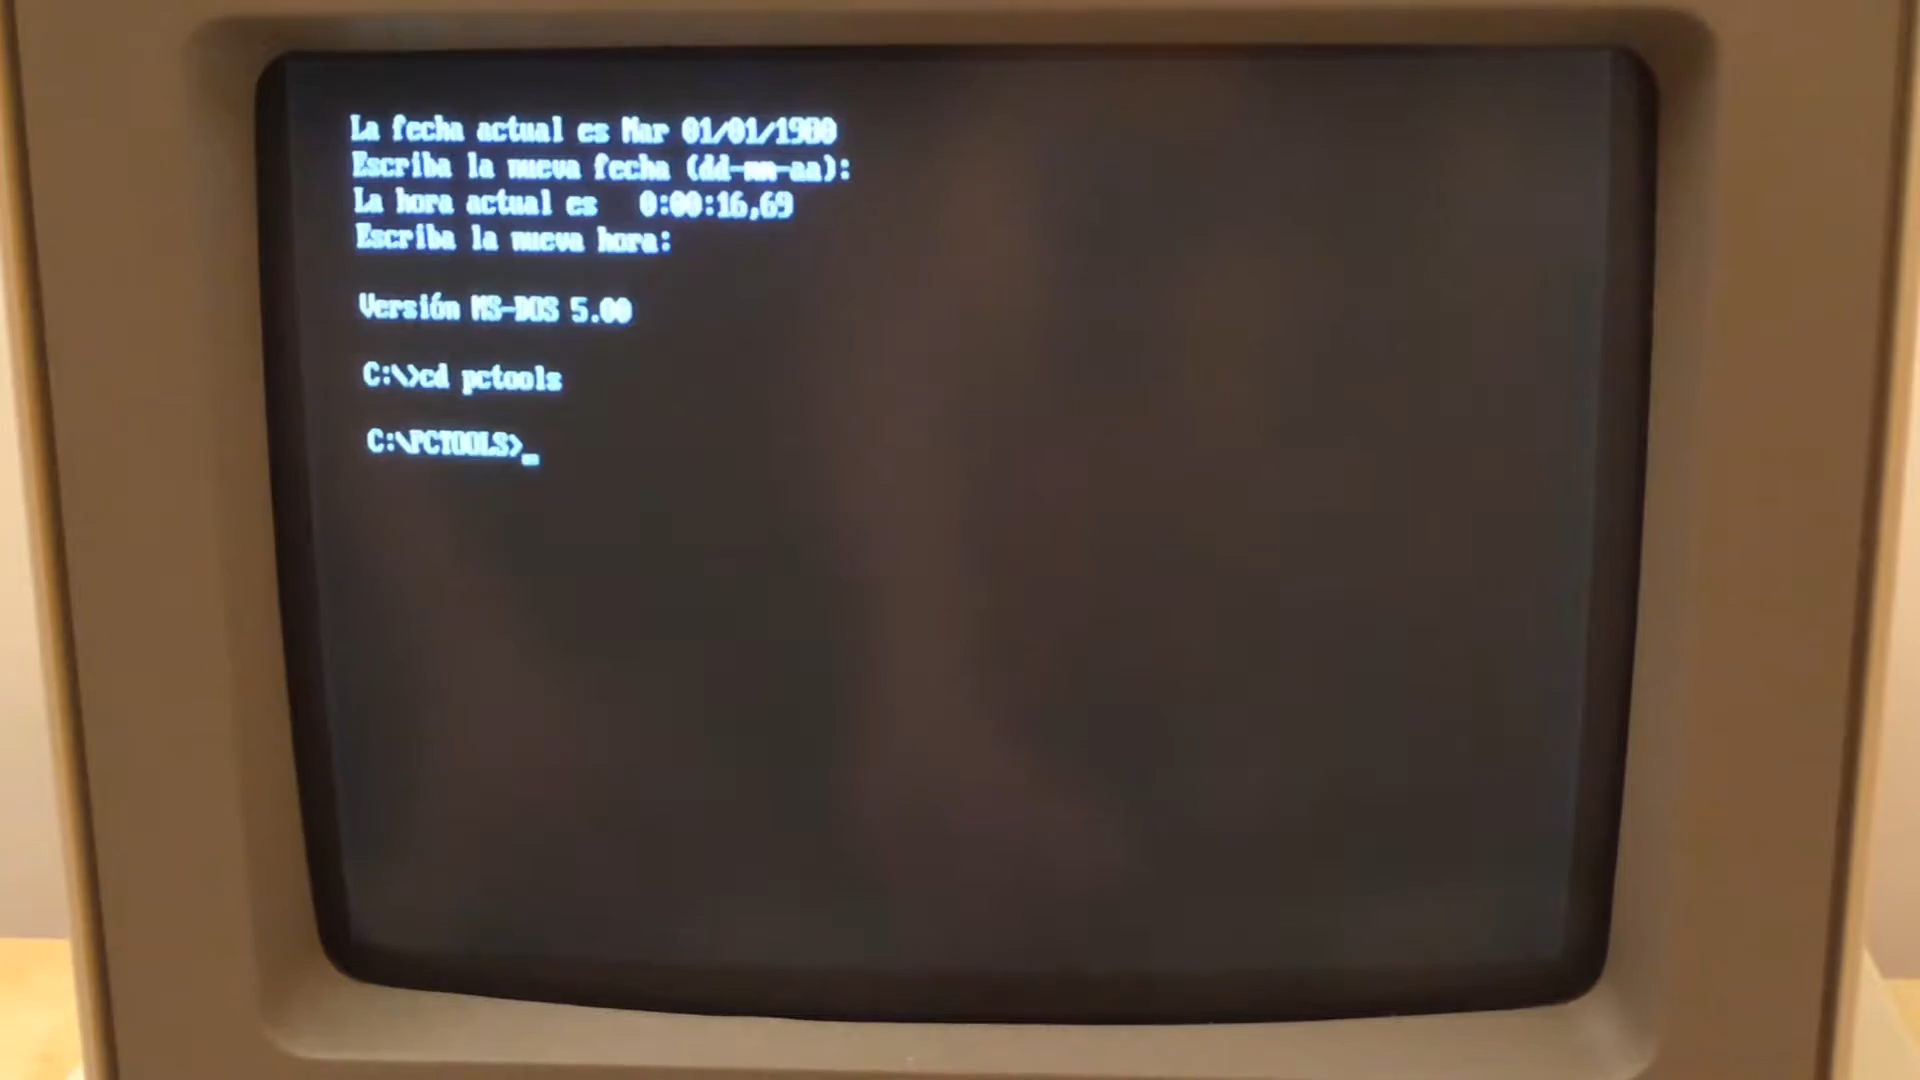 La fecha actual es Mar 01/01/1980
Escriba la nueva fecha (dd-mm-aa):
La hora actual es   0:00:16,69
Escriba la nueva hora:
Versión MS-DOS 5.00
C:\>cd pctools
C:\PCTOOLS>_